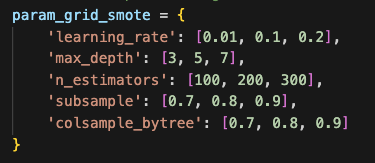 param_grid_smote = {
    'learning_rate': [0.01, 0.1, 0.2],
    'max_depth': [3, 5, 7],
    'n_estimators': [100, 200, 300],
    'subsample': [0.7, 0.8, 0.9],
    'colsample_bytree': [0.7, 0.8, 0.9]
}